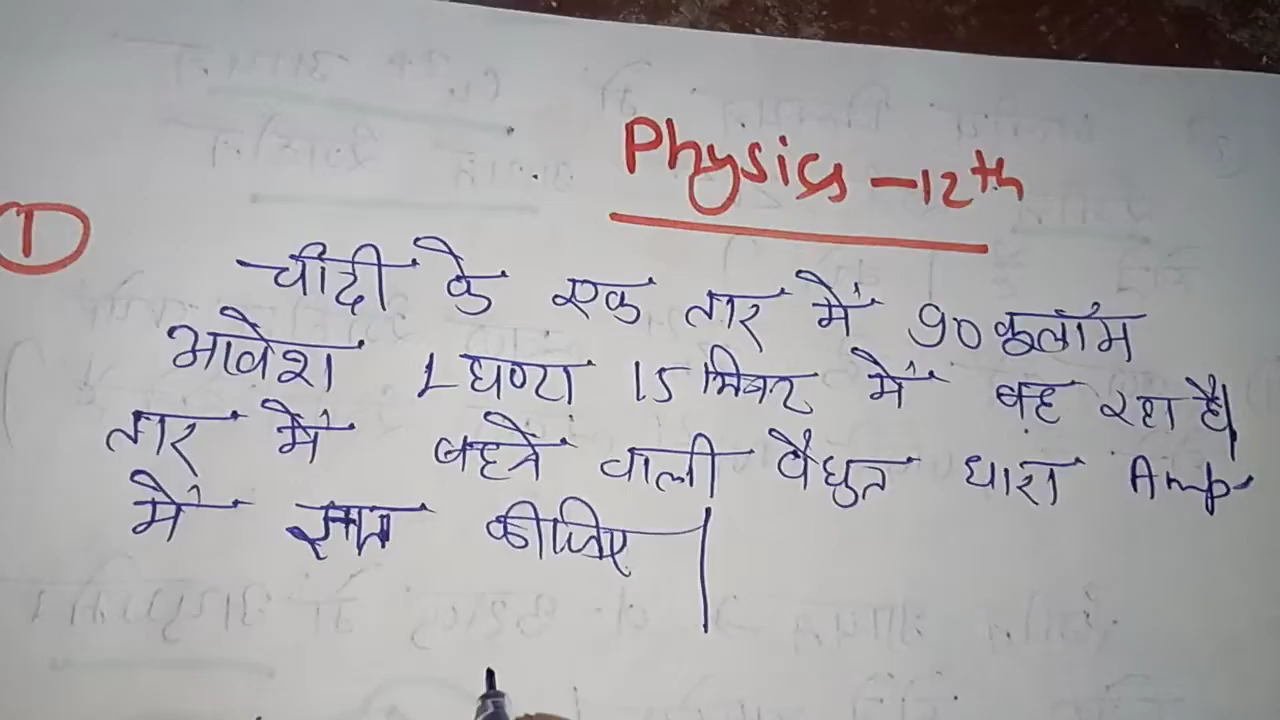 Physics - 12th
1
चांदी के एक तार में 90 कूलॉम
आवेश 1 घण्टा 15 मिनट में बह रहा है।
तार में बहने वाली वैधुत धारा Amp.
में ज्ञात कीजिए।